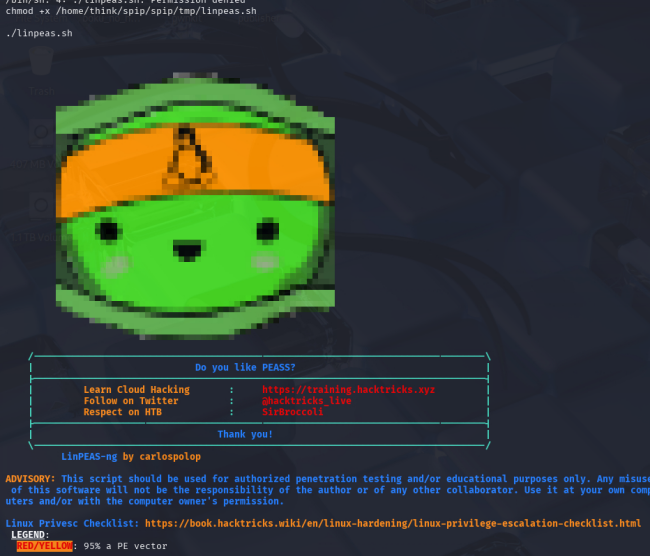 /bin/sh: 4: ./linpeas.sh: Permission denied
chmod +x /home/think/spip/spip/tmp/linpeas.sh
./linpeas.sh
Do you like PEASS?
Learn Cloud Hacking : https://training.hacktricks.xyz
Follow on Twitter : @hacktricks_live
Respect on HTB : SirBroccoli
Thank you!
LinPEAS-ng by carlospolop
ADVISORY: This script should be used for authorized penetration testing and/or educational purposes only. Any misuse
of this software will not be the responsibility of the author or of any other collaborator. Use it at your own comp
uters and/or with the computer owner's permission.
Linux Privesc Checklist: https://book.hacktricks.wiki/en/linux-hardening/linux-privilege-escalation-checklist.html
LEGEND:
RED/YELLOW: 95% a PE vector